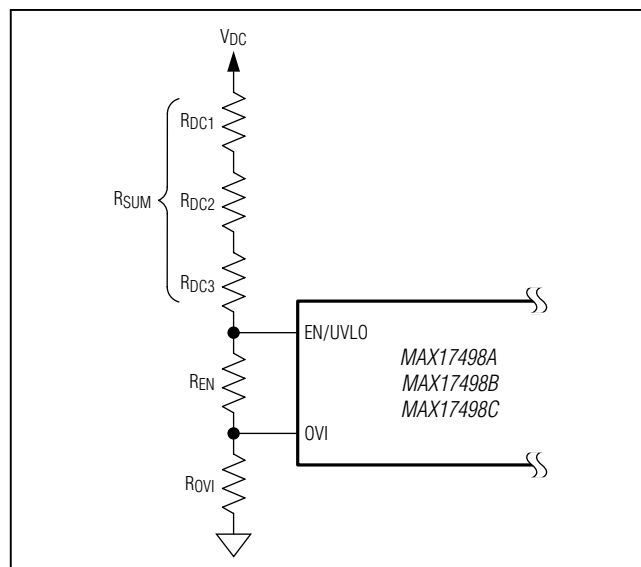 VDC
RDC1
RSUM
RDC2
RDC3
EN/UVLO
MAX17498A
MAX17498B
MAX17498C
REN
OVI
ROVI